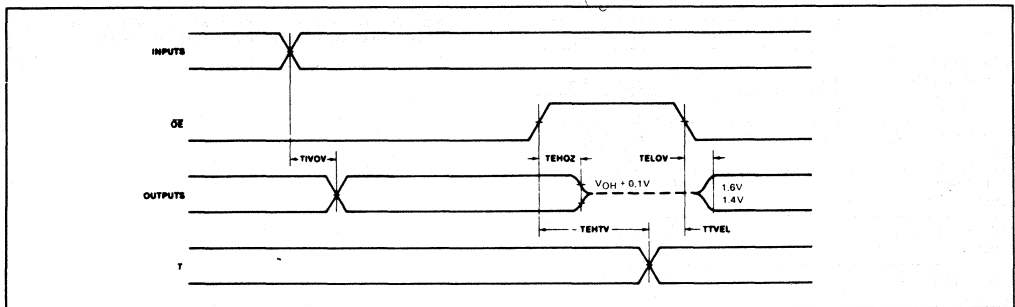 INPUTS
OE
TIVOV
TEHOZ
TELOV
OUTPUTS
VOH + 0.1V
1.6V
1.4V
TEHTV
TTVEL
T